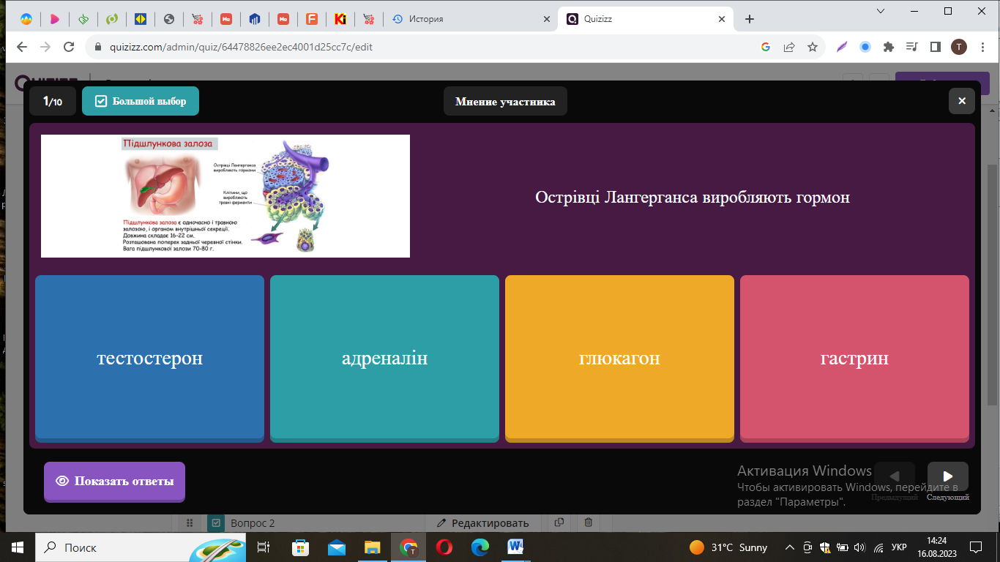 История
Quizizz
quizizz.com/admin/quiz/64478826ee2ec4001d25cc7c/edit
T
1/10
Большой выбор
Мнение участника
Підшлункова залоза
Острівці Лангерганса
виробляють гормони
Клітини, що
виробляють
травні ферменти
Підшлункова залоза є одночасно і травною
залозою, і органом внутрішньої секреції.
Довжина складає 16-22 см.
Розташована поперек задньої черевної стінки.
Вага підшлункової залози 70-80 г.
Острівці Лангерганса виробляють гормон
тестостерон
адреналін
глюкагон
гастрин
Показать ответы
Активация Windows
Чтобы активировать Windows, перейдите в
раздел "Параметры".
Предыдущий
Следующий
Вопрос 2
Редактировать
Поиск
31°C Sunny
УКР
14:24
16.08.2023